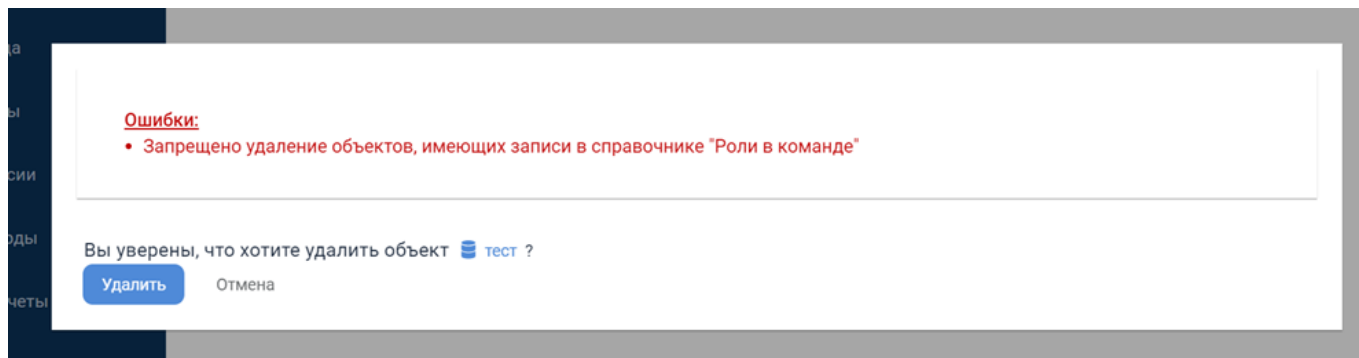 Ошибки:
• Запрещено удаление объектов, имеющих записи в справочнике "Роли в команде"
Вы уверены, что хотите удалить объект тест ?
Удалить Отмена